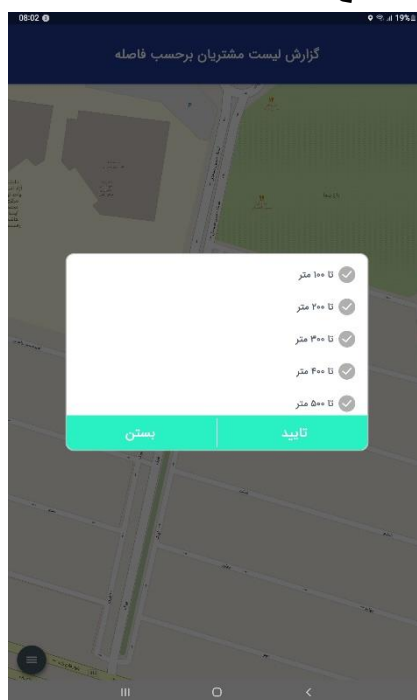 08:02
19%
گزارش لیست مشتریان برحسب فاصله
تا ۱۰۰ متر
تا ۲۰۰ متر
تا ۳۰۰ متر
تا ۴۰۰ متر
تا ۵۰۰ متر
تایید
بستن